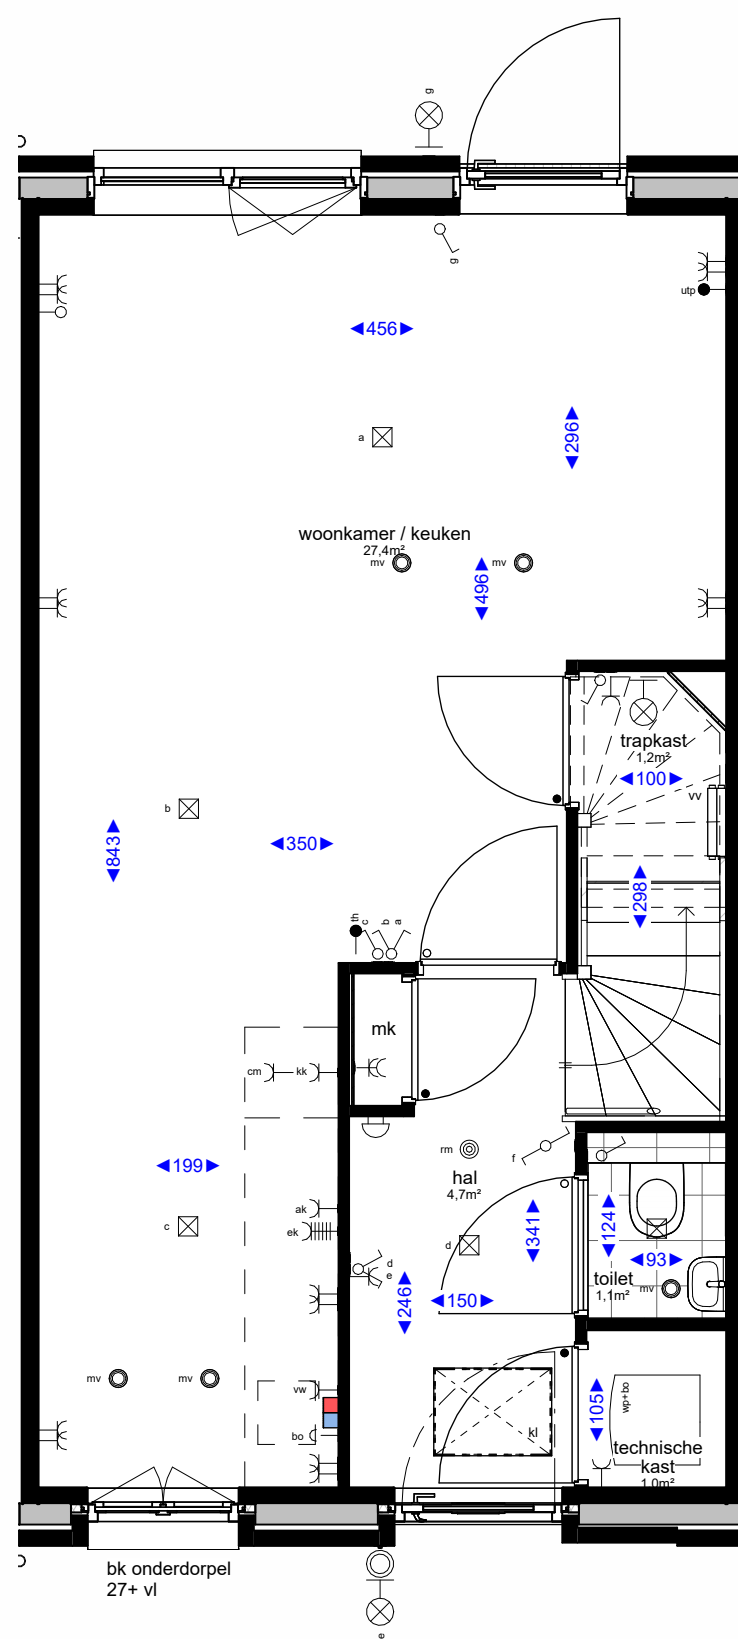 g
g
utp
456
a
296
woonkamer / keuken
27,4m²
mv
mv
496
trapkast
1,2m²
100
vv
b
843
350
298
th
c
b
a
mk
cm
kk
199
rm
f
hal
4,7m²
ak
ek
c
d
341
124
93
toilet
1,1m²
mv
d
e
246
150
mv
mv
vw
bo
kl
105
wp+bo
technische
kast
1,0m²
bk onderdorpel
27+ vl
e